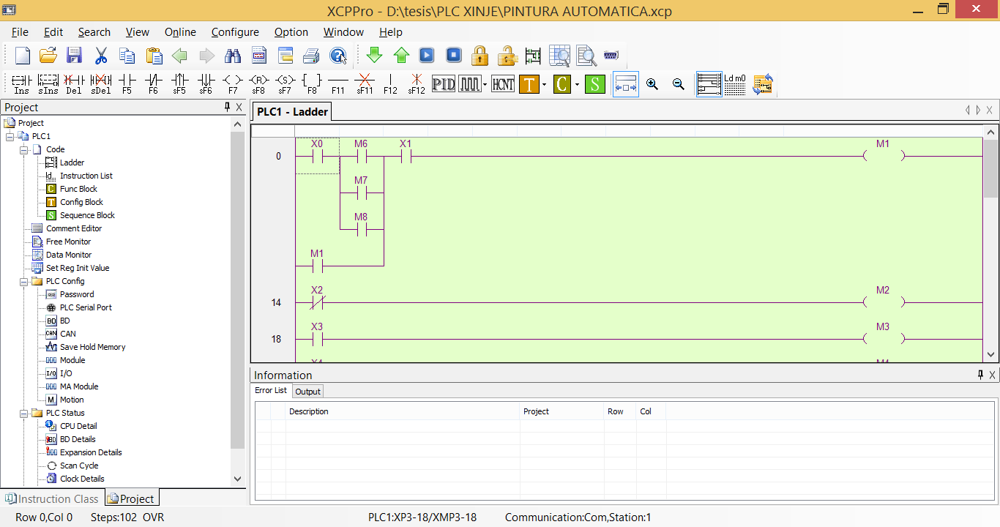 XCPPro - D:\tesis\PLC XINJE\PINTURA AUTOMATICA.xcp
File Edit Search View Online Configure Option Window Help
Ins sIns Del sDel F5 F6 sF5 sF6 F7 sF8 sF7 F8 F11 sF11 F12 sF12 PID HCNT T C S Ld m0
Project
PLC1 - Ladder
Project
PLC1
Code
Ladder
Instruction List
Func Block
Config Block
Sequence Block
Comment Editor
Free Monitor
Data Monitor
Set Reg Init Value
PLC Config
Password
PLC Serial Port
BD BD
CAN CAN
Save Hold Memory
Module
I/O I/O
MA Module
M Motion
PLC Status
CPU Detail
BD BD Details
Expansion Details
Scan Cycle
Clock Details
Instruction Class Project
X0 M6 X1 M1
0
M7
M8
M1
X2 M2
14
X3 M3
18
X4 M4
Information
Error List Output
Description Project Row Col
Row 0,Col 0 Steps:102 OVR PLC1:XP3-18/XMP3-18 Communication:Com,Station:1